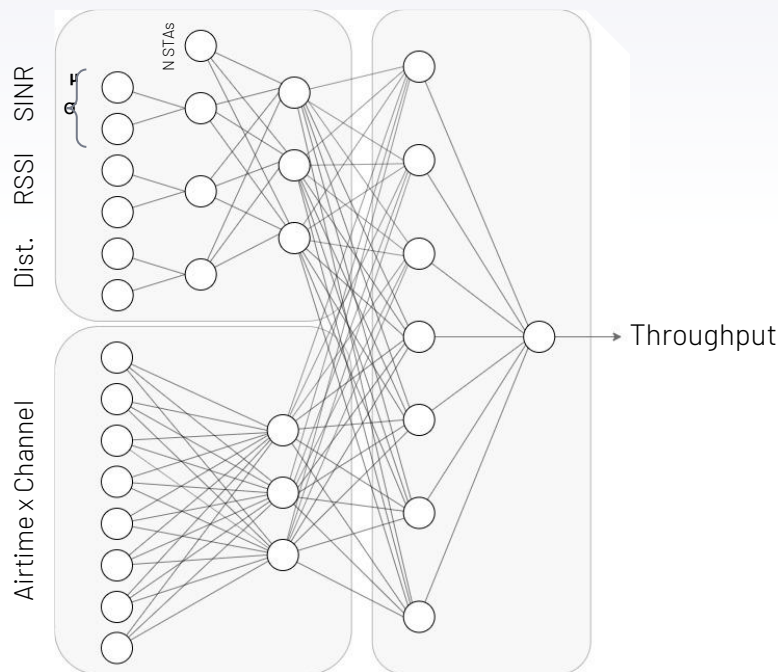 N STAs
μ
σ
SINR
RSSI
Dist.
Airtime x Channel
Throughput